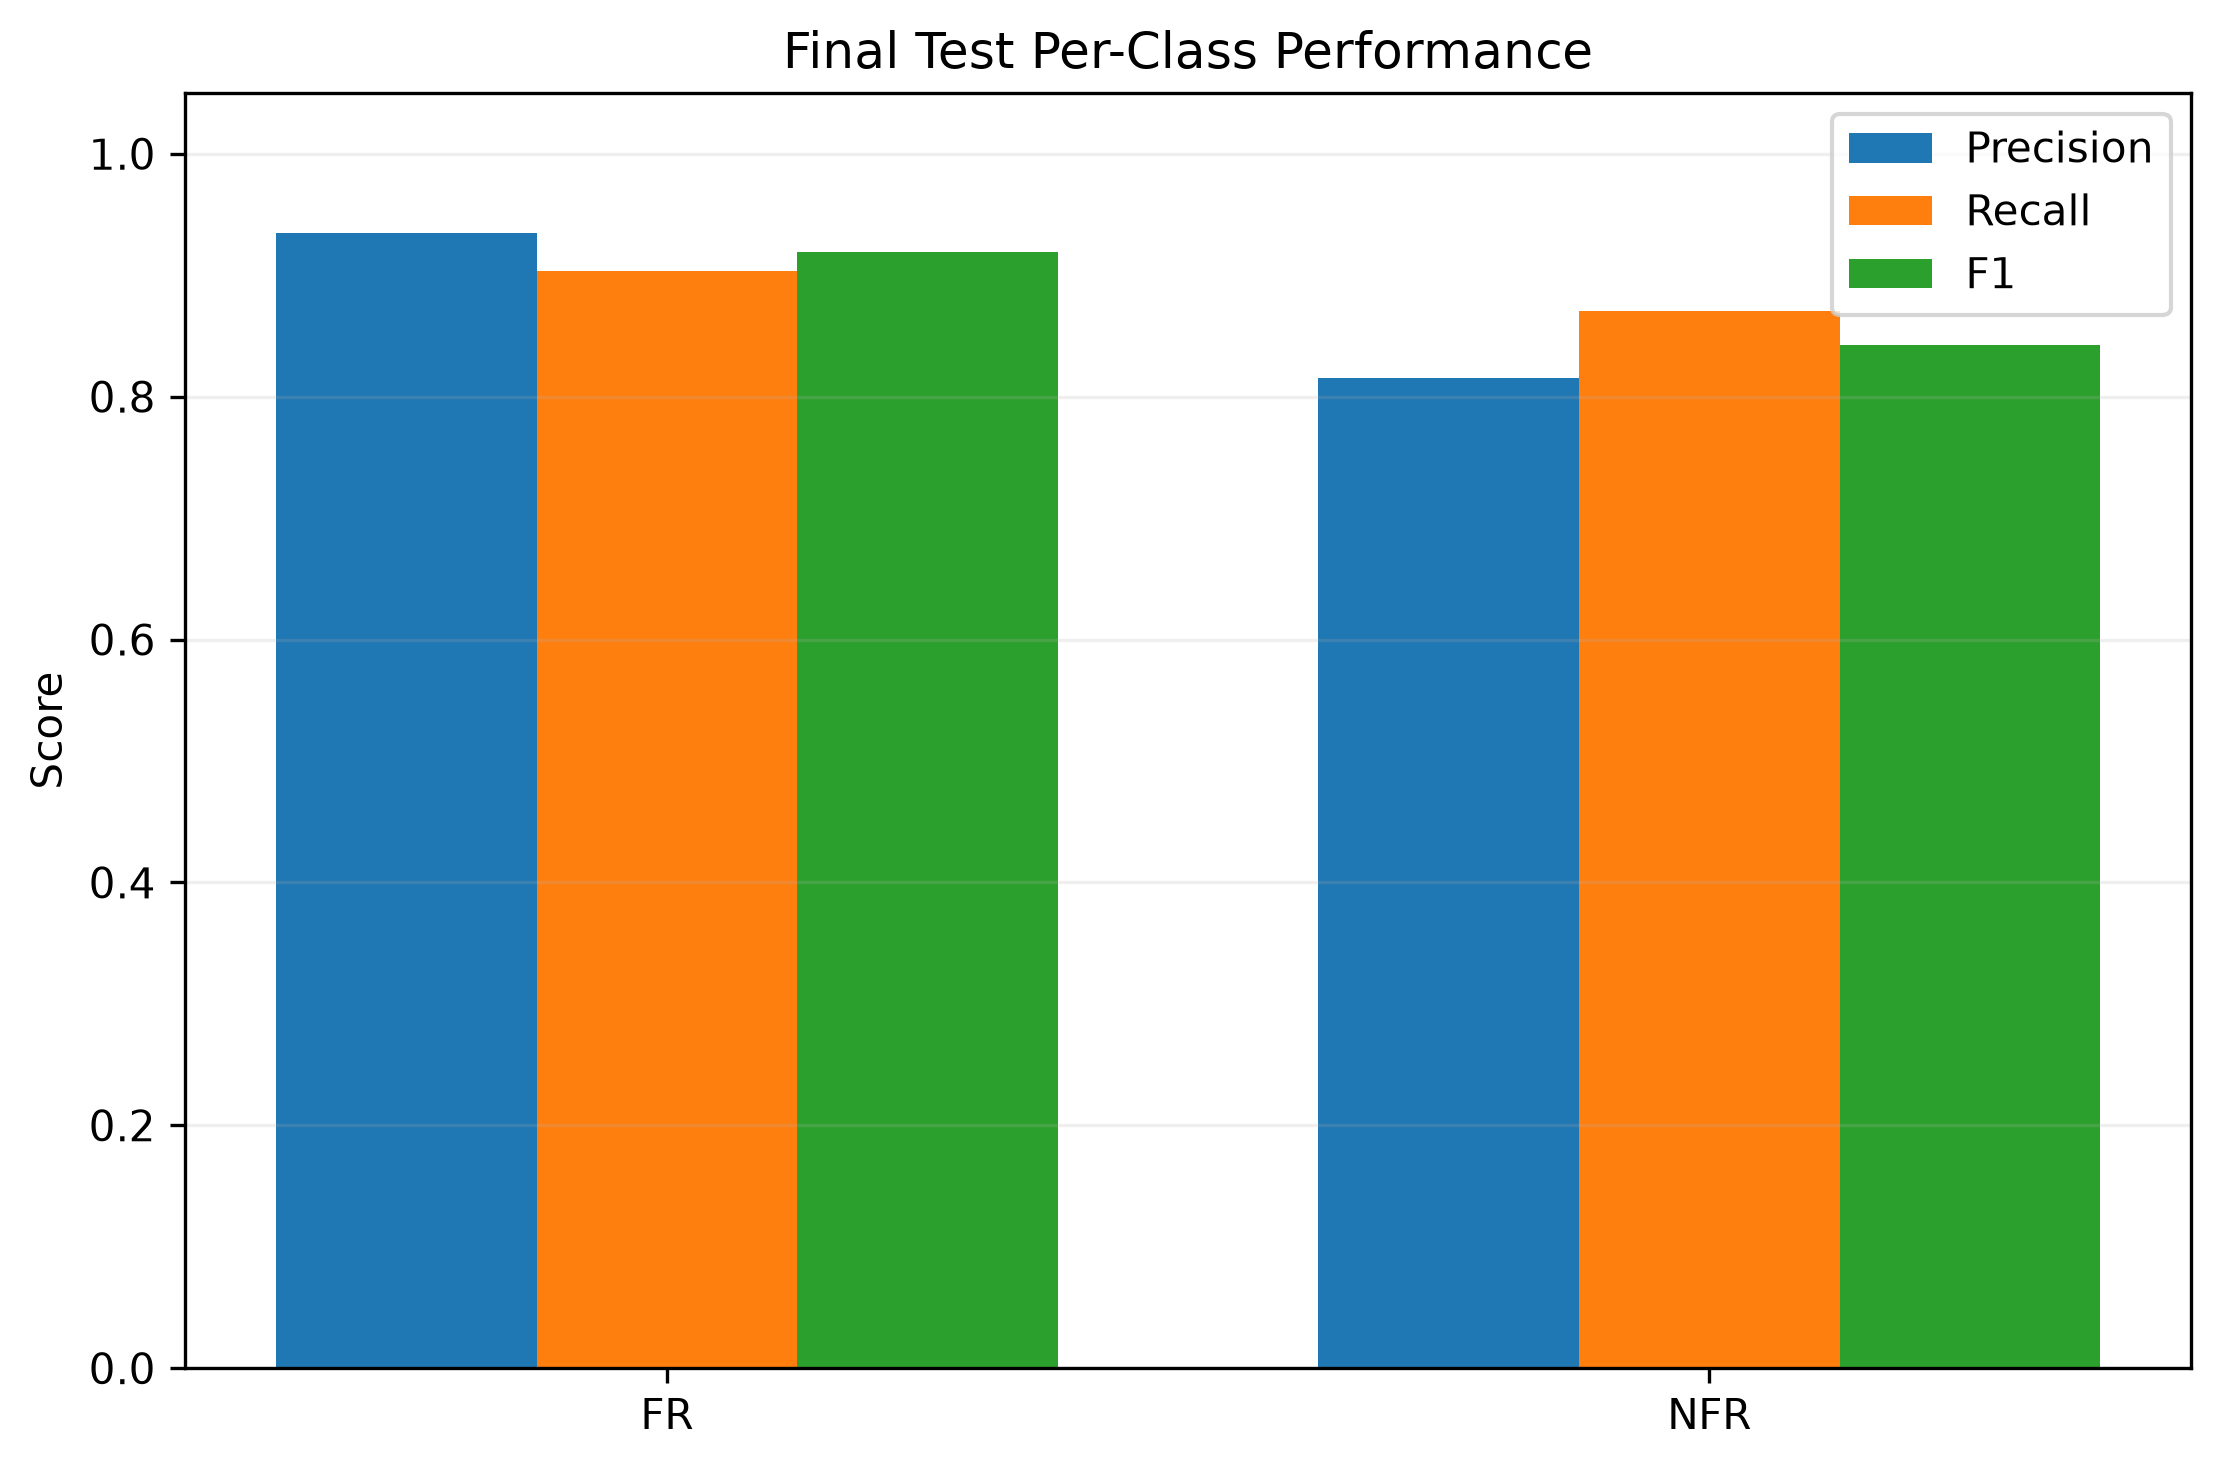 Final Test Per-Class Performance
Precision
Recall
F1
1.0
0.8
0.6
0.4
0.2
0.0
Score
FR
NFR